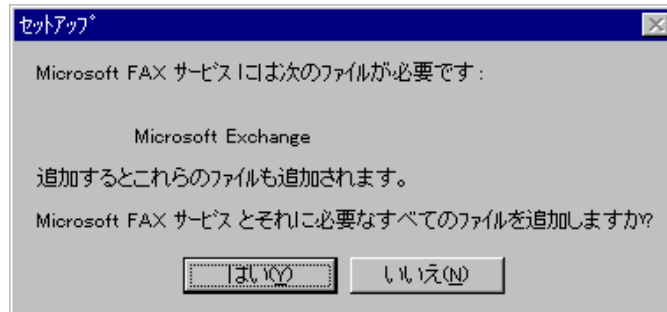 セットアップ
Microsoft FAX サービス には次のファイルが必要です :
Microsoft Exchange
追加するとこれらのファイルも追加されます。
Microsoft FAX サービス とそれに必要なすべてのファイルを追加しますか?
はい(Y)
いいえ(N)